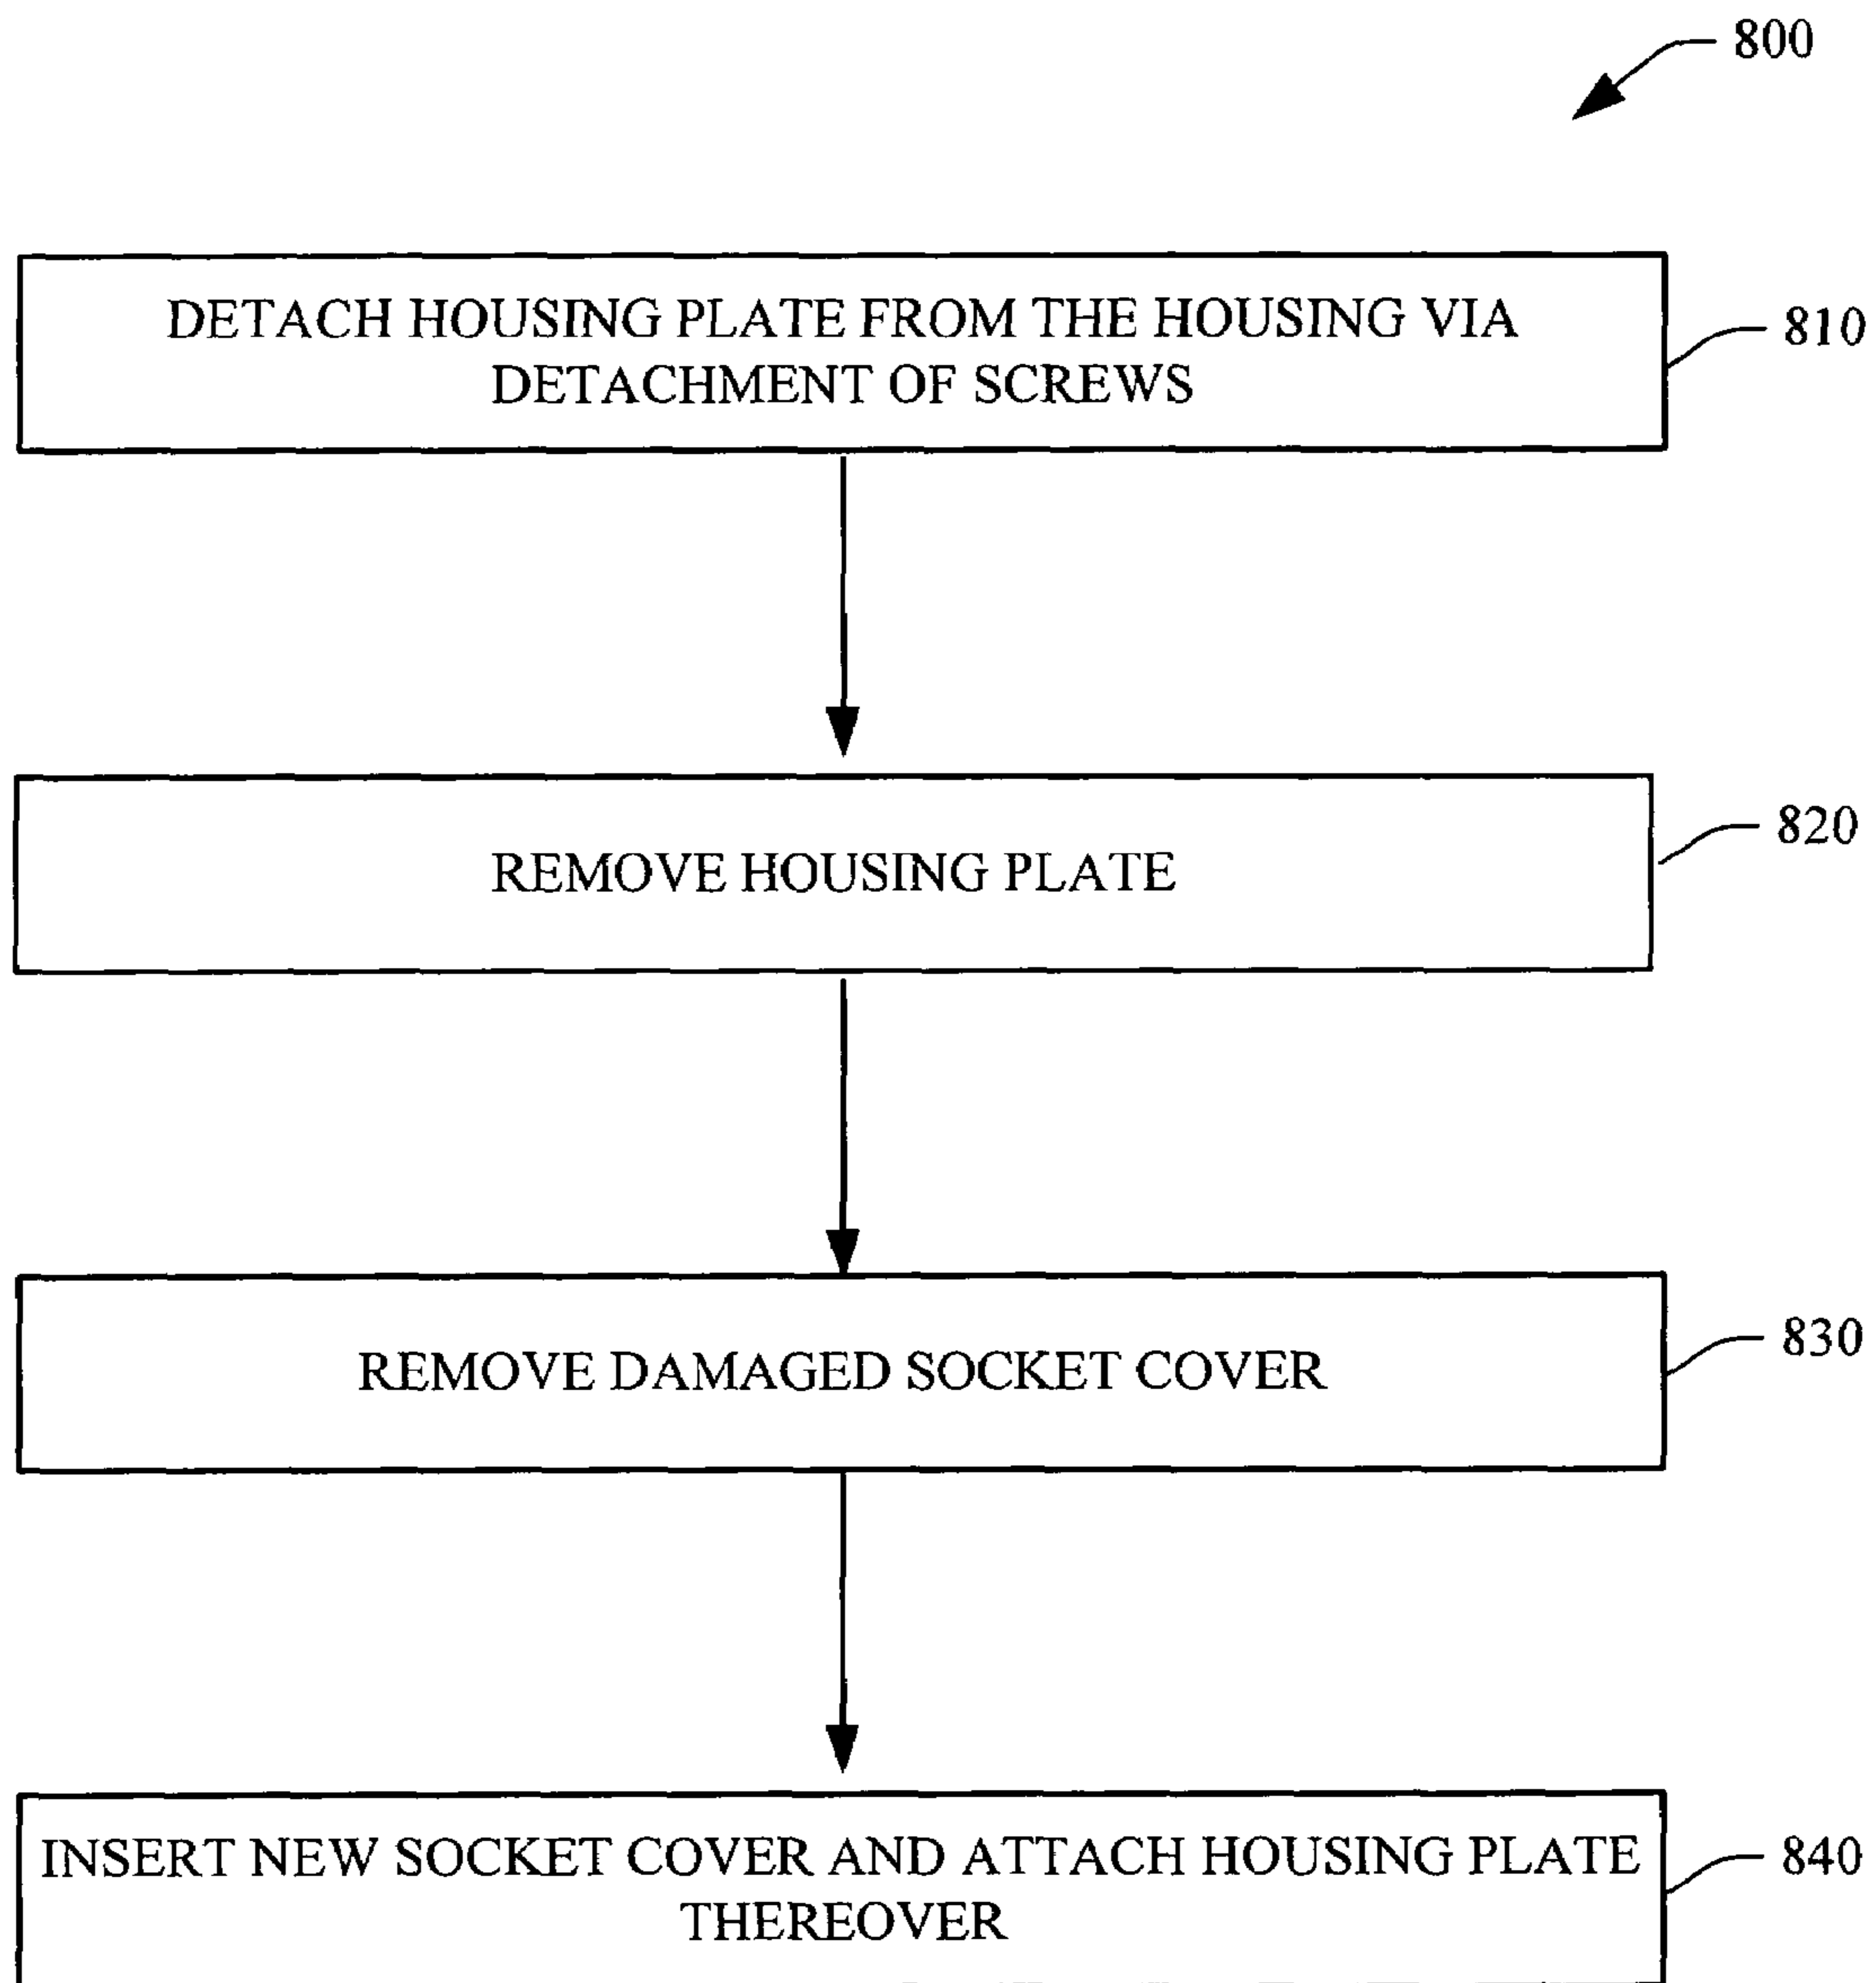 800
DETACH HOUSING PLATE FROM THE HOUSING VIA
DETACHMENT OF SCREWS
810
REMOVE HOUSING PLATE
820
REMOVE DAMAGED SOCKET COVER
830
INSERT NEW SOCKET COVER AND ATTACH HOUSING PLATE
THEREOVER
840